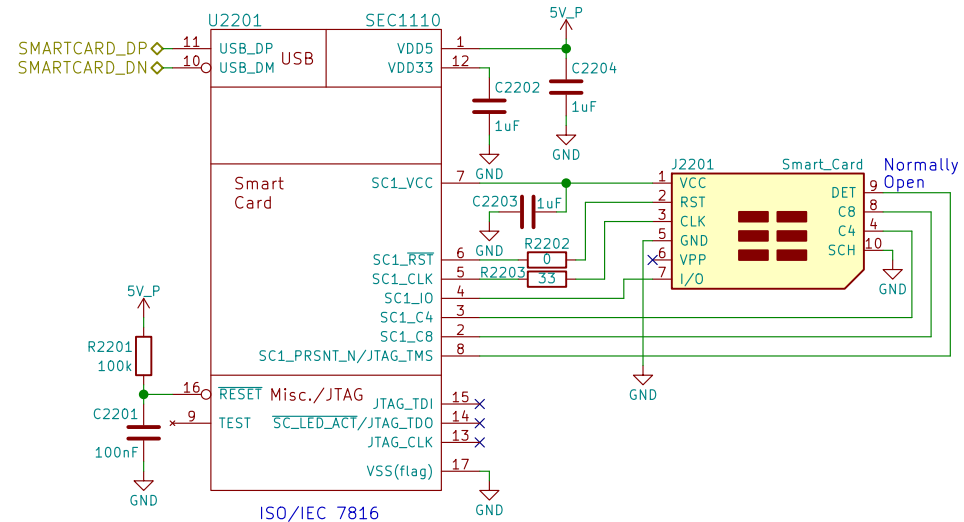 U2201 SEC1110 5V_P
SMARTCARD_DP 11 USB_DP USB VDD5 1
SMARTCARD_DN 10 USB_DM VDD33 12
C2202 1uF GND
C2204 1uF GND
Smart
Card
SC1_VCC 7
C2203 1uF GND
SC1_RST 6 R2202 0
SC1_CLK 5 R2203 33
SC1_IO 4
SC1_C4 3
SC1_C8 2
SC1_PRSNT_N/JTAG_TMS 8
J2201 Smart_Card
Normally
Open
1 VCC DET 9
2 RST C8 8
3 CLK C4 4
5 GND SCH 10
6 VPP
7 I/O
GND
GND
5V_P
R2201
100k
16 RESET Misc./JTAG
C2201
100nF
GND
9 TEST
JTAG_TDI 15
SC_LED_ACT/JTAG_TDO 14
JTAG_CLK 13
VSS(flag) 17
GND
ISO/IEC 7816